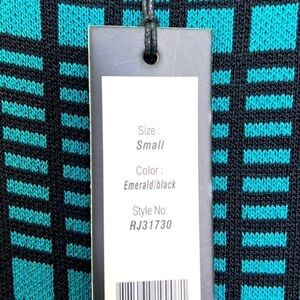 Size :
Small
Color :
Emerald/black
Style No:
RJ31730